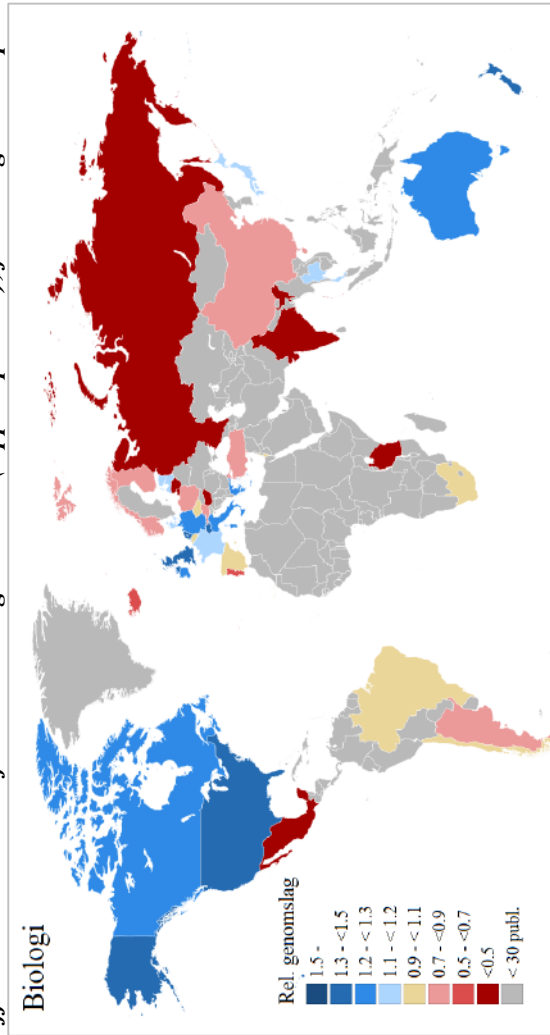 Biologi
Rel. genomslag
1.5 -
1.3 - <1.5
1.2 - < 1.3
1.1 - < 1.2
0.9 - < 1.1
0.7 - <0.9
0.5 - <0.7
<0.5
< 30 publ.